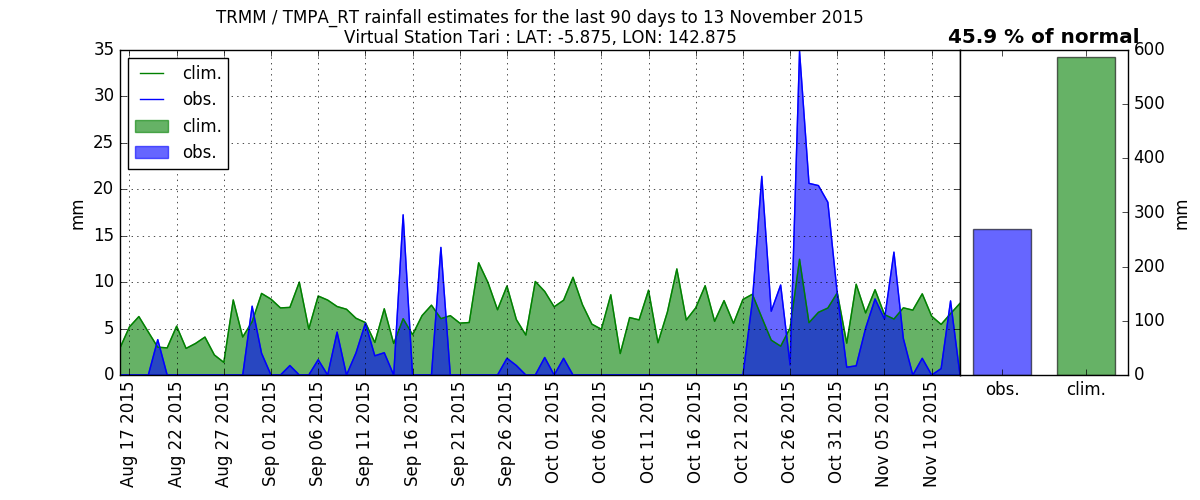 TRMM / TMPA_RT rainfall estimates for the last 90 days to 13 November 2015
Virtual Station Tari : LAT: -5.875, LON: 142.875
45.9 % of normal
35
30
25
20
15
10
5
0
mm
clim.
obs.
clim.
obs.
Aug 17 2015
Aug 22 2015
Aug 27 2015
Sep 01 2015
Sep 06 2015
Sep 11 2015
Sep 16 2015
Sep 21 2015
Sep 26 2015
Oct 01 2015
Oct 06 2015
Oct 11 2015
Oct 16 2015
Oct 21 2015
Oct 26 2015
Oct 31 2015
Nov 05 2015
Nov 10 2015
600
500
400
300
200
100
0
mm
obs.
clim.